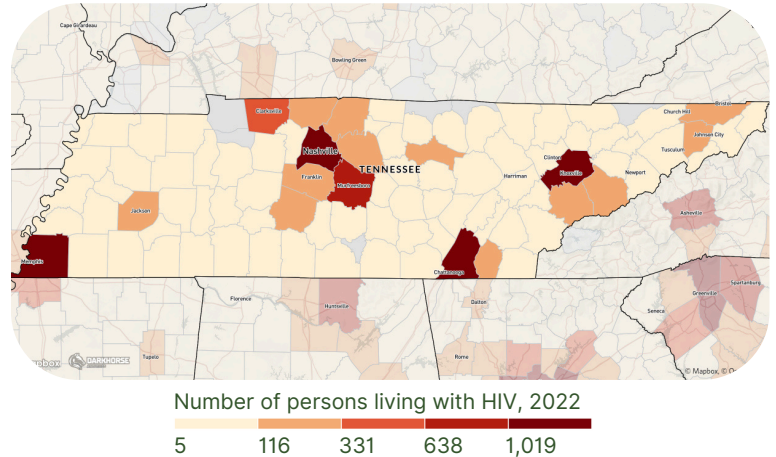 Cape Girardeau
Bowling Green
Clarksville
Church Hill
Bristol
Johnson City
Nashville
TENNESSEE
Clinton
Tusculum
Franklin
Murfreesboro
Herriman
Knoxville
Newport
Jackson
Asheville
Memphis
Chattanooga
Florence
Huntsville
Dalton
Seneca
Greenville
Spartanburg
Tupelo
Rome
DARKHORSE
© Mapbox, ©
Number of persons living with HIV, 2022
5 116 331 638 1,019